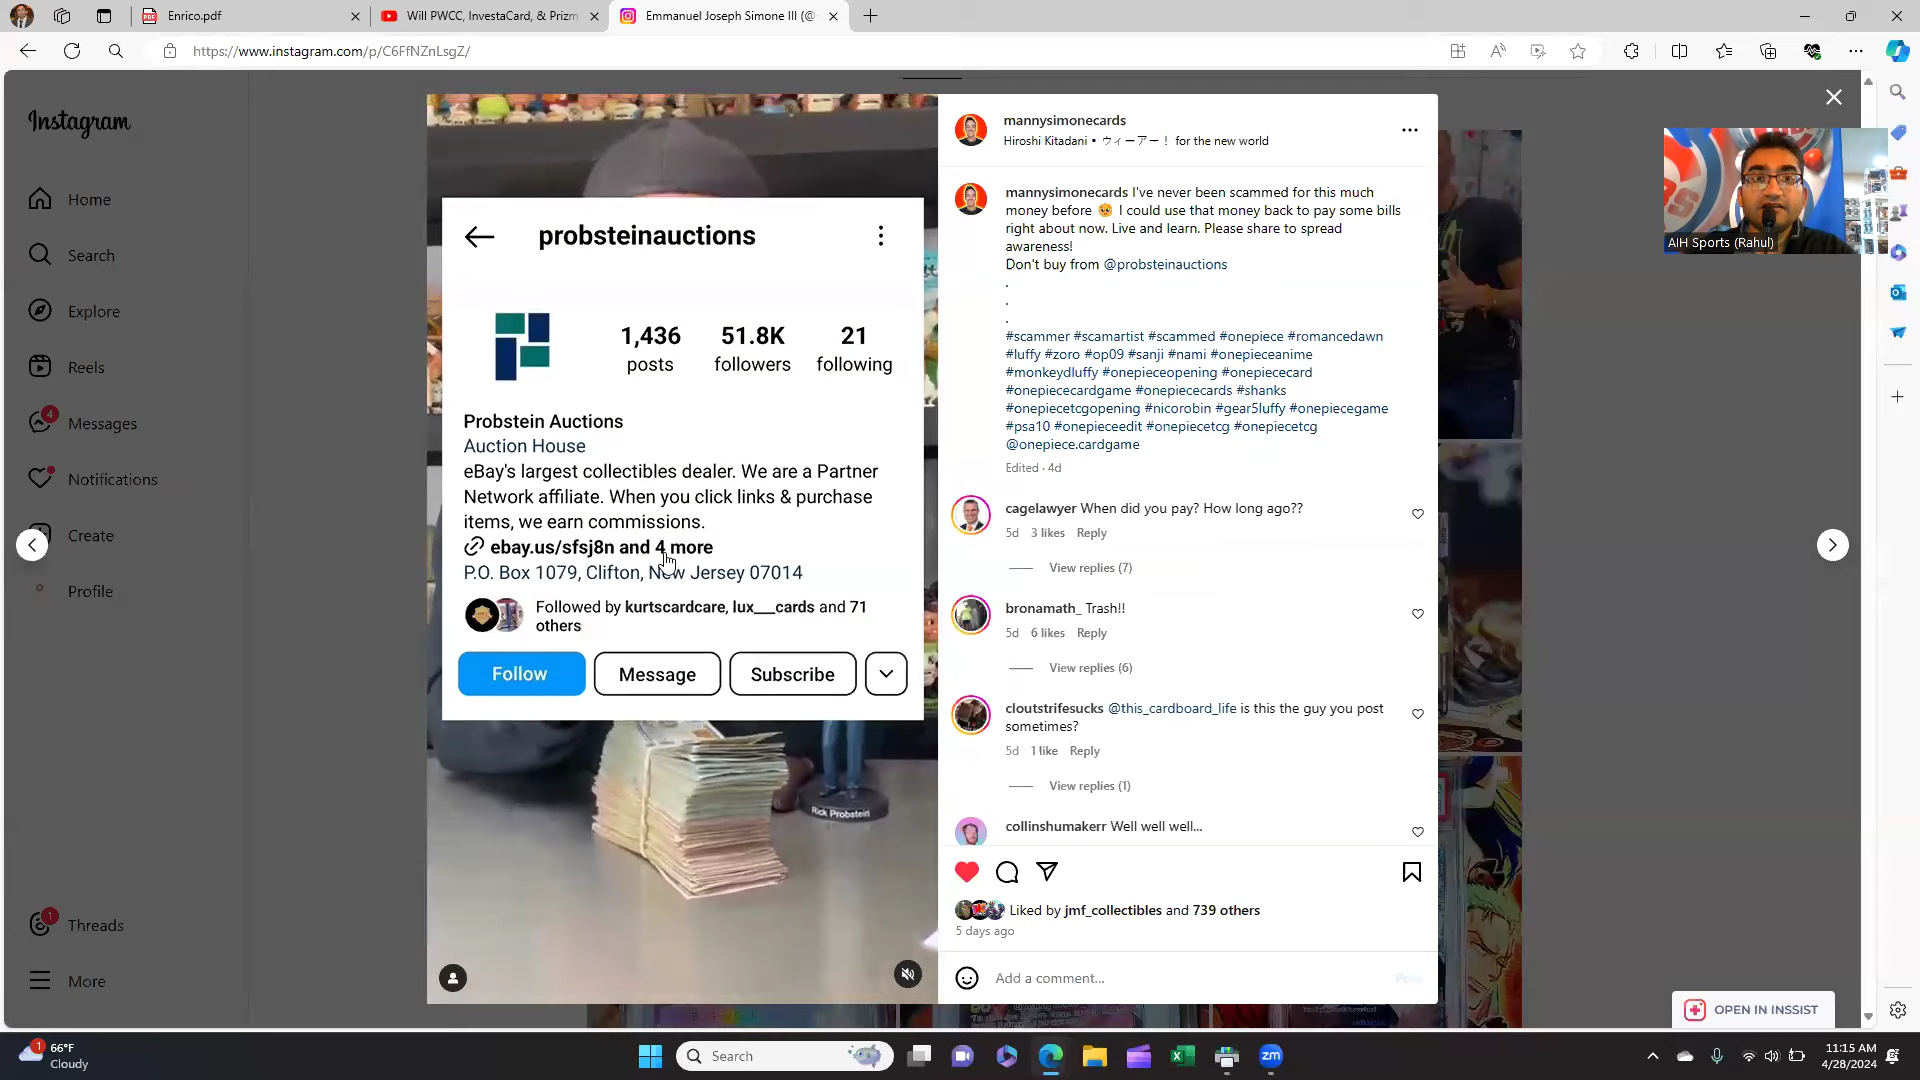 Enrico.pdf
Will PWCC, InvestaCard, & Prizm
Emmanuel Joseph Simone III (@
https://www.instagram.com/p/C6FfNZnLsgZ/
Instagram
Home
Search
Explore
Reels
4
Messages
Notifications
Create
Profile
1
Threads
More
probsteinauctions
1,436
51.8K
21
posts
followers
following
Probstein Auctions
Auction House
eBay's largest collectibles dealer. We are a Partner
Network affiliate. When you click links & purchase
items, we earn commissions.
ebay.us/sfsj8n and 4 more
P.O. Box 1079, Clifton, New Jersey 07014
Followed by kurtscardcare, lux___cards and 71
others
Follow
Message
Subscribe
Rick Probstein
mannysimonecards
Hiroshi Kitadani • ウィーアー！ for the new world
mannysimonecards I've never been scammed for this much
money before 😠 I could use that money back to pay some bills
right about now. Live and learn. Please share to spread
awareness!
Don't buy from @probsteinauctions
.
.
.
#scammer #scamartist #scammed #onepiece #romancedawn
#luffy #zoro #op09 #sanji #nami #onepieceanime
#monkeydluffy #onepieceopening #onepiececard
#onepiececardgame #onepiececards #shanks
#onepiecetcgopening #nicorobin #gear5luffy #onepiecegame
#psa10 #onepieceedit #onepiecetcg #onepiecetcg
@onepiece.cardgame
Edited · 4d
cagelawyer When did you pay? How long ago??
5d 3 likes Reply
View replies (7)
bronamath_ Trash!!
5d 6 likes Reply
View replies (6)
cloutstrifesucks @this_cardboard_life is this the guy you post
sometimes?
5d 1 like Reply
View replies (1)
collinshumakerr Well well well...
Liked by jmf_collectibles and 739 others
5 days ago
Add a comment...
Post
AIH Sports (Rahul)
OPEN IN INSSIST
1
66°F
Cloudy
Search
zm
11:15 AM
4/28/2024